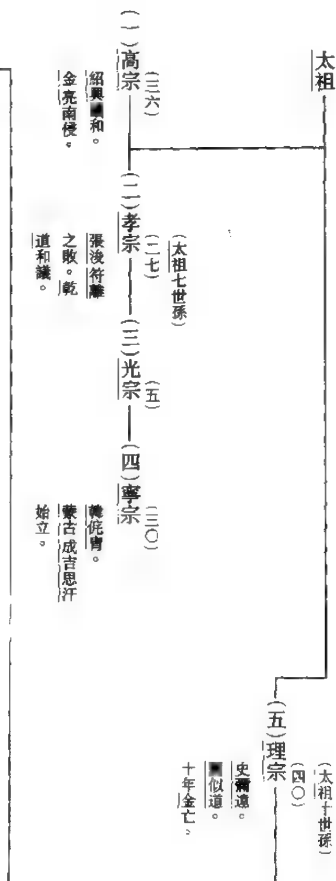 太祖
(一)高宗
(三六)
紹興和。
金亮南侵。
(二)孝宗
(太祖七世孫)
(二七)
張浚符離
之敗。乾
道和議。
(三)光宗
(五)
(四)寧宗
(三〇)
韓侂胄。
蒙古成吉思汗
始立。
(五)理宗
(太祖十世孫)
(四〇)
史彌遠。
似道。
十年金亡。